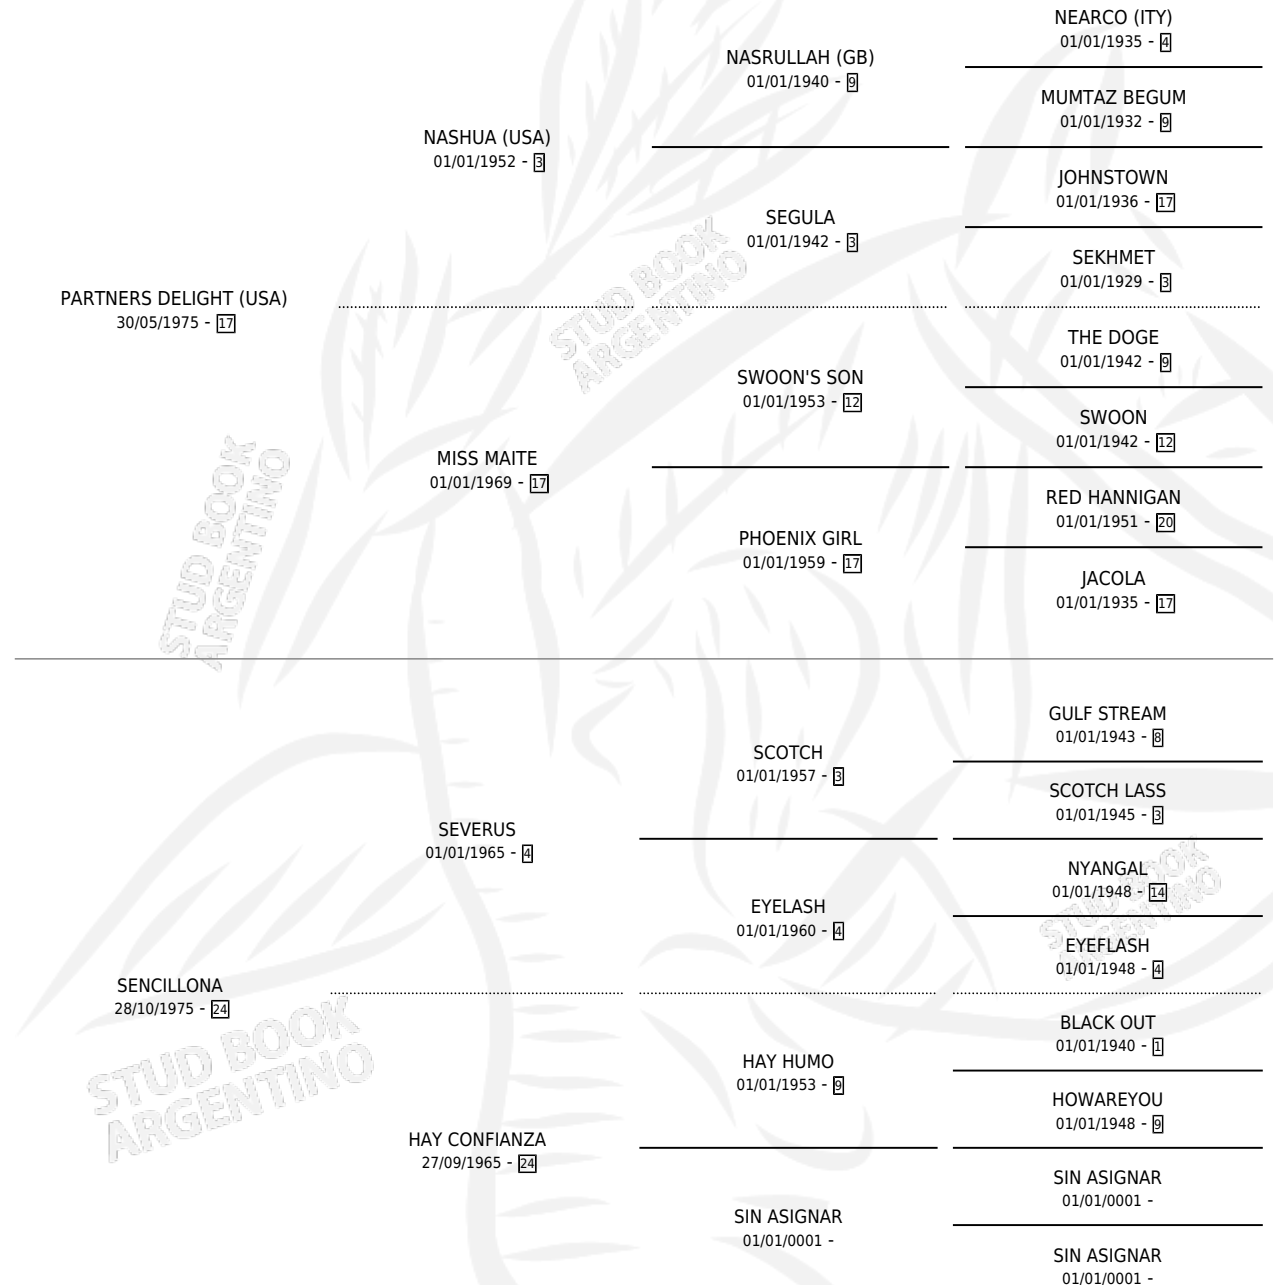 NEARCO (ITY)
01/01/1935 - 4
NASRULLAH (GB)
01/01/1940 - 9
MUMTAZ BEGUM
01/01/1932 - 9
NASHUA (USA)
01/01/1952 - 3
JOHNSTOWN
01/01/1936 - 17
SEGULA
01/01/1942 - 3
SEKHMET
01/01/1929 - 3
PARTNERS DELIGHT (USA)
30/05/1975 - 17
THE DOGE
01/01/1942 - 9
SWOON'S SON
01/01/1953 - 12
SWOON
01/01/1942 - 12
MISS MAITE
01/01/1969 - 17
RED HANNIGAN
01/01/1951 - 20
PHOENIX GIRL
01/01/1959 - 17
JACOLA
01/01/1935 - 17
GULF STREAM
01/01/1943 - 8
SCOTCH
01/01/1957 - 3
SCOTCH LASS
01/01/1945 - 3
SEVERUS
01/01/1965 - 4
NYANGAL
01/01/1948 - 14
EYELASH
01/01/1960 - 4
EYEFLASH
01/01/1948 - 4
SENCILLONA
28/10/1975 - 24
BLACK OUT
01/01/1940 - 1
HAY HUMO
01/01/1953 - 9
HOWAREYOU
01/01/1948 - 9
HAY CONFIANZA
27/09/1965 - 24
SIN ASIGNAR
01/01/0001 -
SIN ASIGNAR
01/01/0001 -
SIN ASIGNAR
01/01/0001 -
STUD BOOK
ARGENTINO
STUD BOOK
ARGENTINO
STUD BOOK
ARGENTINO
STUD BOOK
ARGENTINO